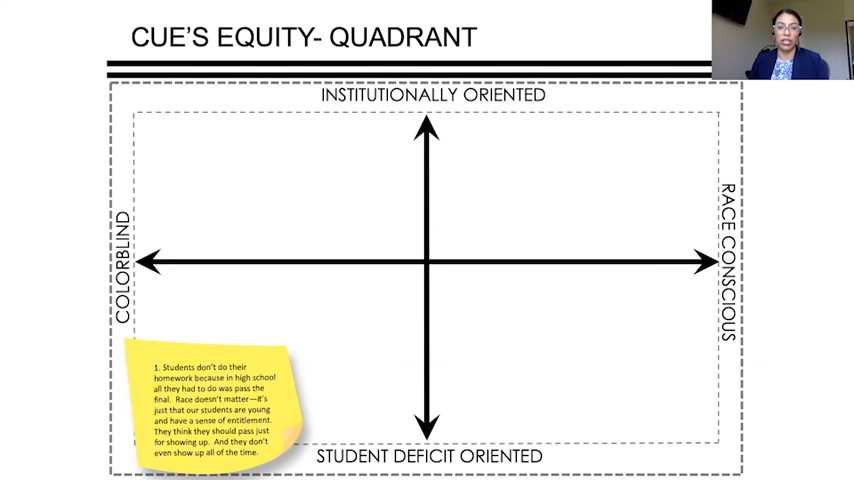 CUE'S EQUITY- QUADRANT
INSTITUTIONALLY ORIENTED
COLORBLIND
RACE CONSCIOUS
1. Students don't do their
homework because in high school
all they had to do was pass the
final. Race doesn't matter—it's
just that our students are young
and have a sense of entitlement.
They think they should pass just
for showing up. And they don't
even show up all of the time.
STUDENT DEFICIT ORIENTED